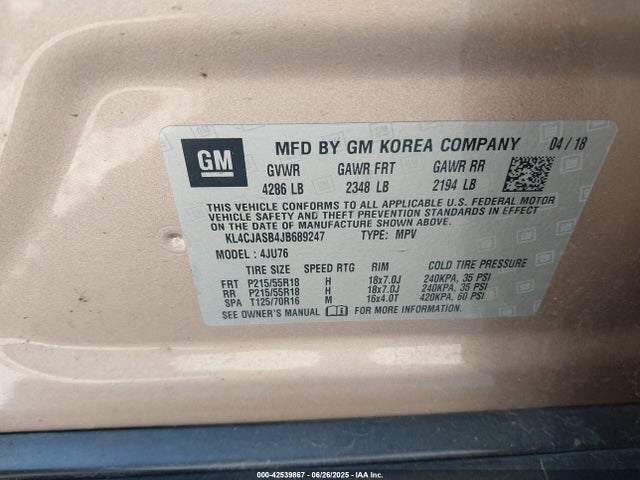 GM MFD BY GM KOREA COMPANY 04 / 18
GVWR GAWR FRT GAWR RR
4286 LB 2348 LB 2194 LB
THIS VEHICLE CONFORMS TO ALL APPLICABLE U.S. FEDERAL MOTOR
VEHICLE SAFETY AND THEFT PREVENTION STANDARDS IN EFFECT
ON THE DATE OF MANUFACTURE SHOWN ABOVE.
KL4CJASB4JB689247 TYPE: MPV
MODEL : 4JU76
TIRE SIZE SPEED RTG RIM COLD TIRE PRESSURE
FRT P215/55R18 H 18x7.0J 240KPA, 35 PSI
RR P215/55R18 H 18x7.0J 240KPA, 35 PSI
SPA T125/70R16 M 16x4.0T 420KPA, 60 PSI
SEE OWNER'S MANUAL FOR MORE INFORMATION.
000-42539867 - 06/26/2025 - IAA Inc.